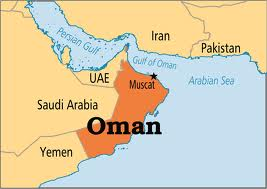 Iran
Pakistan
Persian Gulf
Gulf of Oman
UAE
Muscat
Arabian Sea
Saudi Arabia
Oman
Yemen